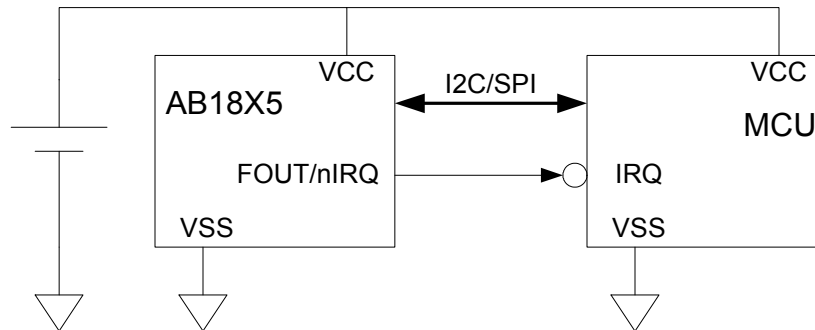 VCC
AB18X5
FOUT/nIRQ
VSS
I2C/SPI
VCC
MCU
IRQ
VSS